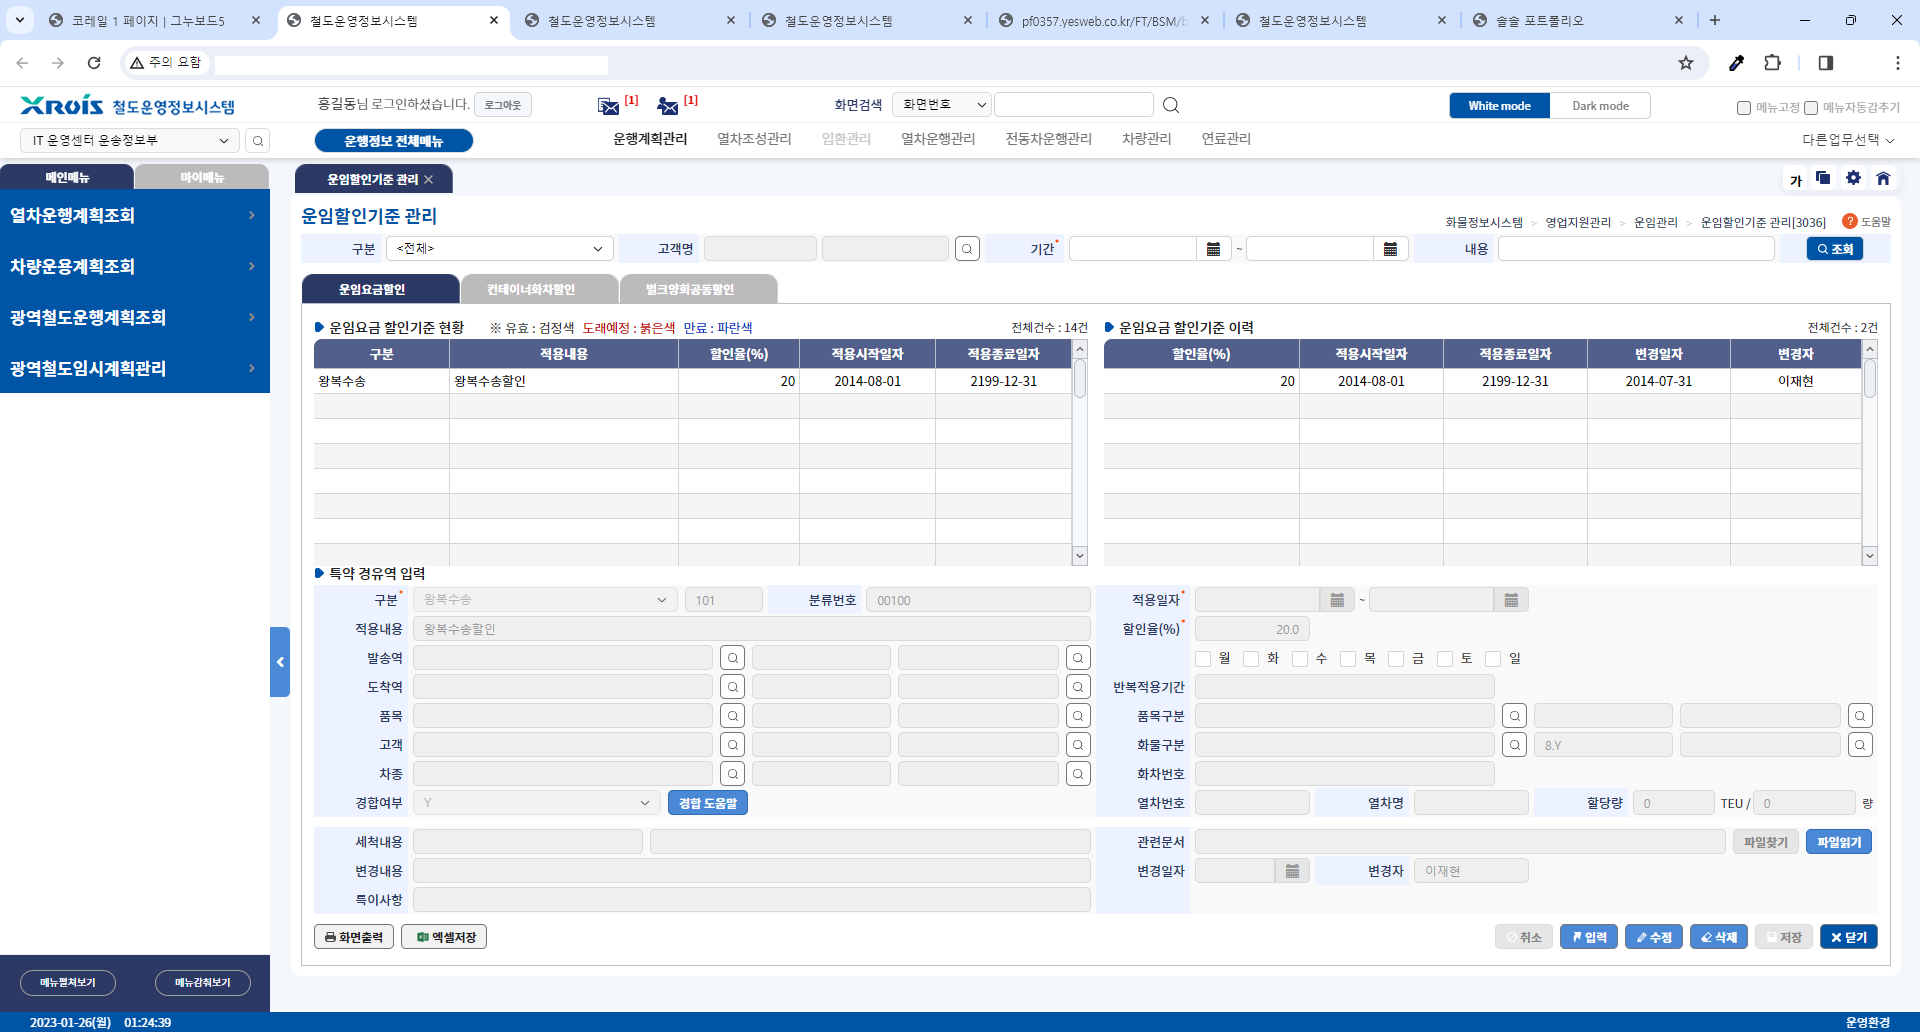 코레일 1 페이지 | 그누보드5
철도운영정보시스템
철도운영정보시스템
철도운영정보시스템
pf0357.yesweb.co.kr/FT/BSM/
철도운영정보시스템
솔솔 포트폴리오
주의 요함
XROIS 철도운영정보시스템
홍길동님 로그인하셨습니다. 로그아웃 [1] [1]
화면검색 화면번호
White mode Dark mode
메뉴고정 메뉴자동감추기
IT 운영센터 운송정보부
운행정보 전체메뉴
운행계획관리 열차조성관리 입환관리 열차운행관리 전동차운행관리 차량관리 연료관리
다른업무선택
메인메뉴 마이메뉴
열차운행계획조회
차량운용계획조회
광역철도운행계획조회
광역철도임시계획관리
메뉴펼쳐보기 메뉴감춰보기
운임할인기준 관리
가
운임할인기준 관리
화물정보시스템 > 영업지원관리 > 운임관리 > 운임할인기준 관리[3036] ? 도움말
구분 <전체> 고객명 기간* ~ 내용 조회
운임요금할인 컨테이너화차할인 벌크양회공동할인
운임요금 할인기준 현황 ※ 유효 : 검정색 도래예정 : 붉은색 만료 : 파란색 전체건수 : 14건
구분 적용내용 할인율(%) 적용시작일자 적용종료일자
왕복수송 왕복수송할인 20 2014-08-01 2199-12-31
운임요금 할인기준 이력 전체건수 : 2건
할인율(%) 적용시작일자 적용종료일자 변경일자 변경자
20 2014-08-01 2199-12-31 2014-07-31 이재현
특약 경유역 입력
구분* 왕복수송 101 분류번호 00100 적용일자* ~
적용내용 왕복수송할인 할인율(%)* 20.0
발송역 월 화 수 목 금 토 일
도착역 반복적용기간
품목 품목구분
고객 화물구분 8.Y
차종 화차번호
경합여부 Y 경합 도움말 열차번호 열차명 할당량 0 TEU / 0 량
세척내용 관련문서 파일찾기 파일읽기
변경내용 변경일자 변경자 이재현
특이사항
화면출력 엑셀저장 취소 입력 수정 삭제 저장 닫기
2023-01-26(월) 01:24:39 운영환경